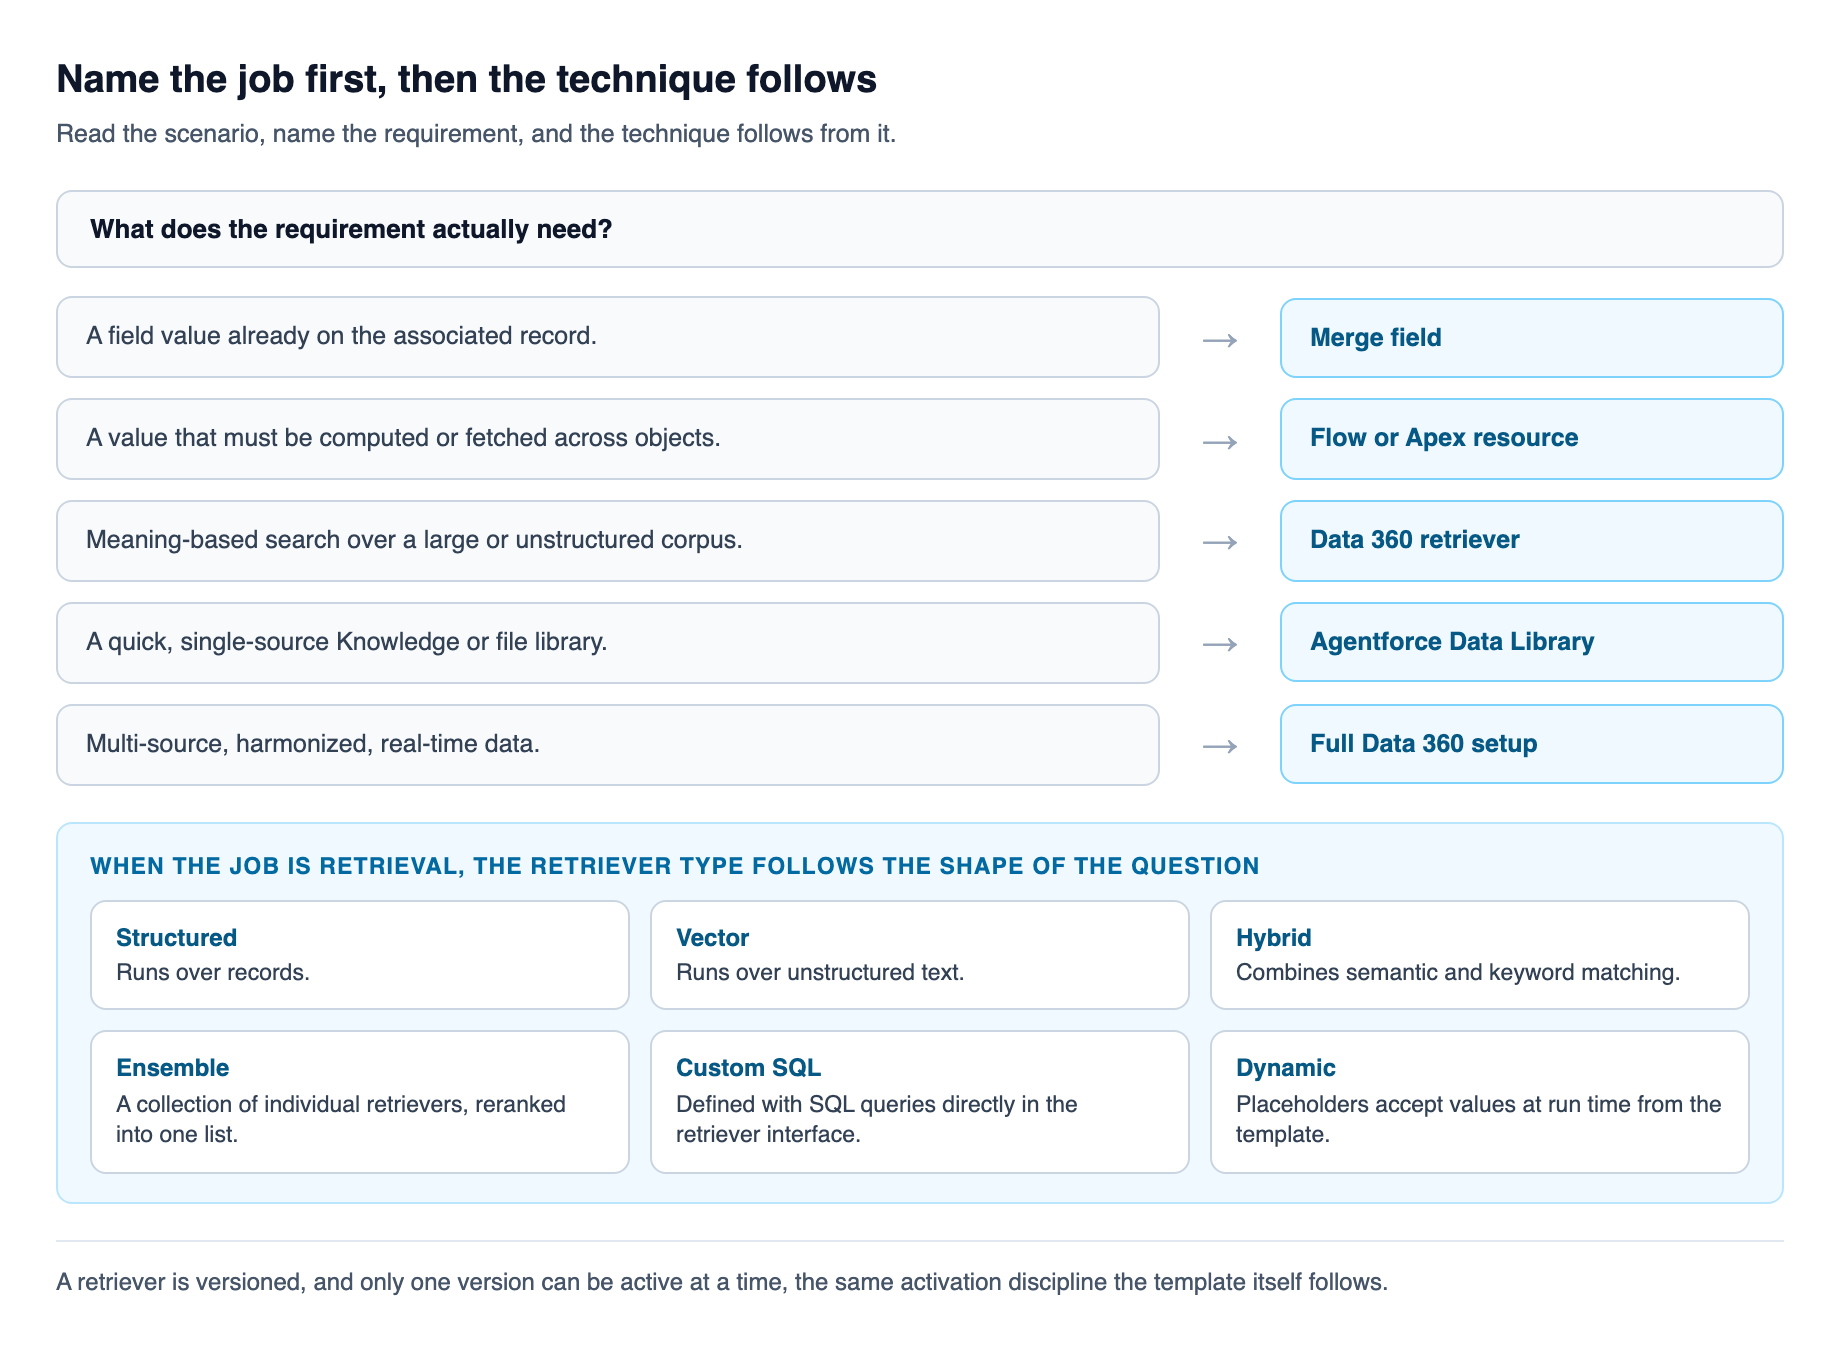 Name the job first, then the technique follows
Read the scenario, name the requirement, and the technique follows from it.
What does the requirement actually need?
A field value already on the associated record.
→
Merge field
A value that must be computed or fetched across objects.
→
Flow or Apex resource
Meaning-based search over a large or unstructured corpus.
→
Data 360 retriever
A quick, single-source Knowledge or file library.
→
Agentforce Data Library
Multi-source, harmonized, real-time data.
→
Full Data 360 setup
WHEN THE JOB IS RETRIEVAL, THE RETRIEVER TYPE FOLLOWS THE SHAPE OF THE QUESTION
Structured
Runs over records.
Vector
Runs over unstructured text.
Hybrid
Combines semantic and keyword matching.
Ensemble
A collection of individual retrievers, reranked
into one list.
Custom SQL
Defined with SQL queries directly in the
retriever interface.
Dynamic
Placeholders accept values at run time from the
template.
A retriever is versioned, and only one version can be active at a time, the same activation discipline the template itself follows.